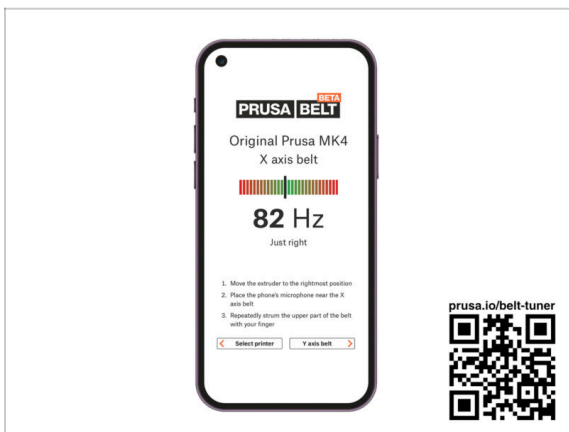 BETA
PRUSA BELT
Original Prusa MK4
X axis belt
82 Hz
Just right
1. Move the extruder to the rightmost position
2. Place the phone's microphone near the X
axis belt
3. Repeatedly strum the upper part of the belt
with your finger
Select printer
Y axis belt
prusa.io/belt-tuner